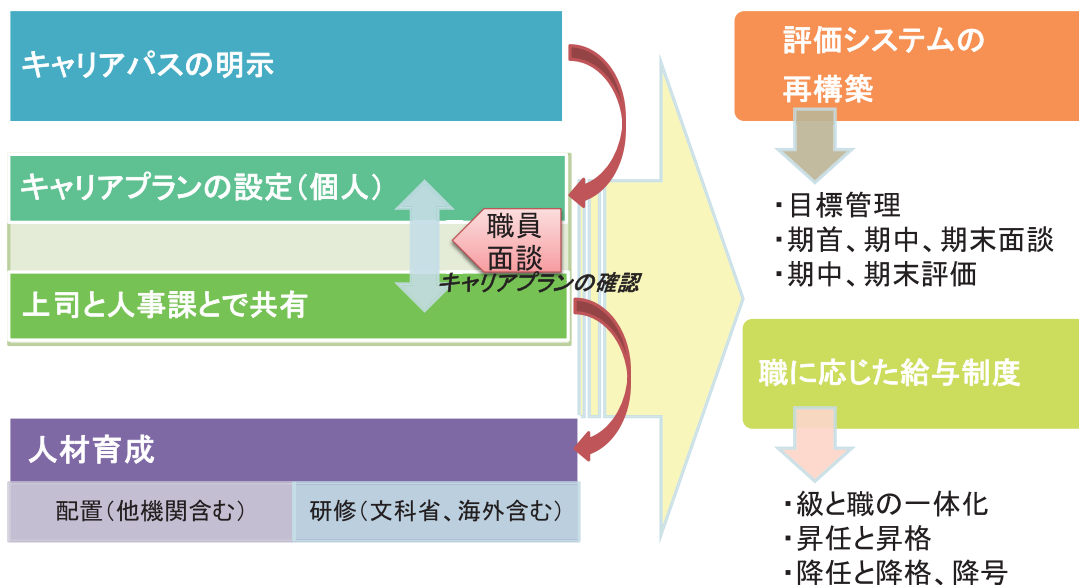 キャリアパスの明示
キャリアプランの設定(個人)
職員
面談
キャリアプランの確認
上司と人事課とで共有
人材育成
配置(他機関含む)
研修(文科省、海外含む)
評価システムの
再構築
・目標管理
・期首、期中、期末面談
・期中、期末評価
職に応じた給与制度
・級と職の一体化
・昇任と昇格
・降任と降格、降号